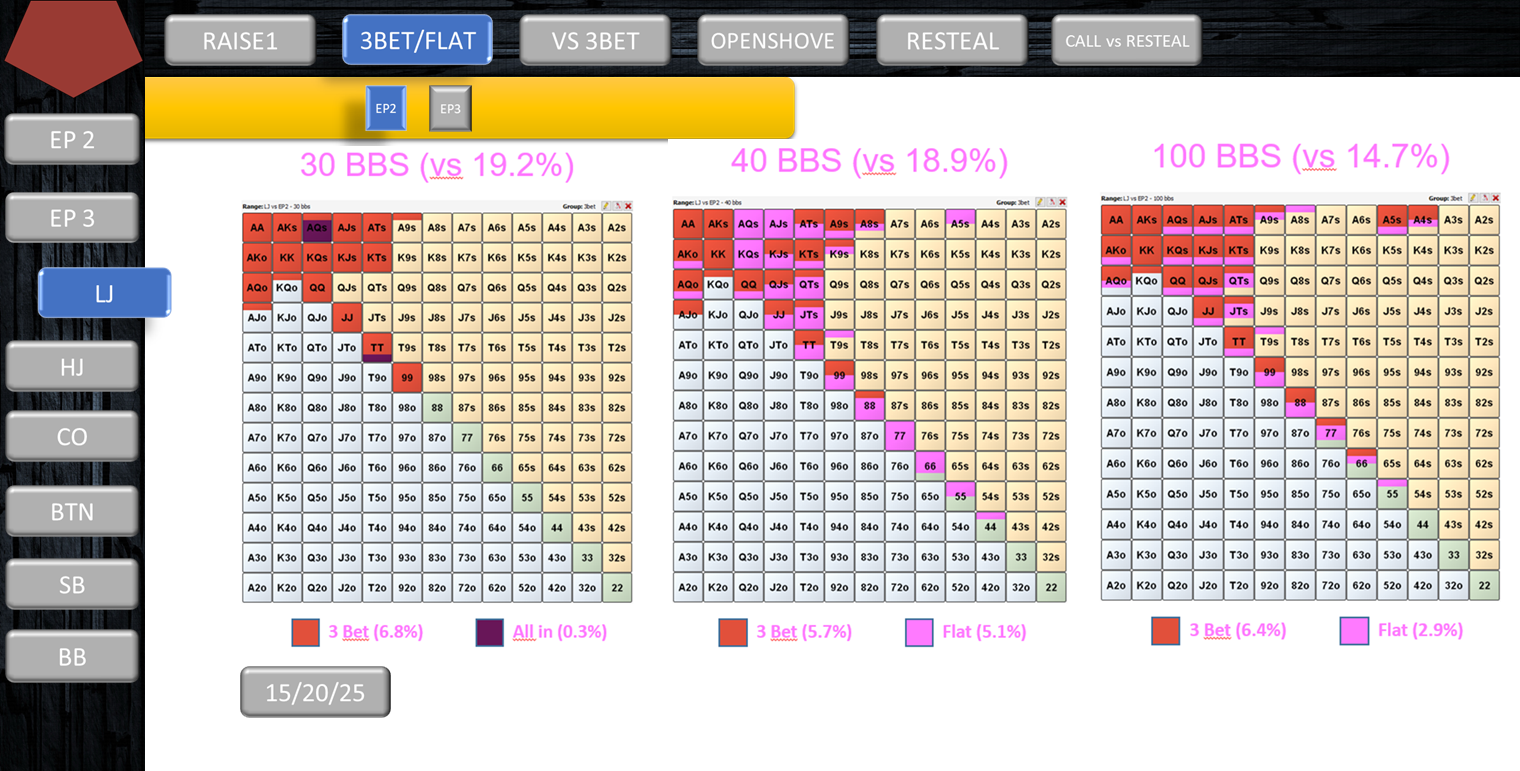 RAISE1 3BET/FLAT VS 3BET OPENSHOVE RESTEAL CALL vs RESTEAL
EP2 EP3
EP 2
EP 3
LJ
HJ
CO
BTN
SB
BB
30 BBS (vs 19.2%)
Range: LJ vs EP2 - 30 bbs Group: 3bet
AA AKs AQs AJs ATs A9s A8s A7s A6s A5s A4s A3s A2s
AKo KK KQs KJs KTs K9s K8s K7s K6s K5s K4s K3s K2s
AQo KQo QQ QJs QTs Q9s Q8s Q7s Q6s Q5s Q4s Q3s Q2s
AJo KJo QJo JJ JTs J9s J8s J7s J6s J5s J4s J3s J2s
ATo KTo QTo JTo TT T9s T8s T7s T6s T5s T4s T3s T2s
A9o K9o Q9o J9o T9o 99 98s 97s 96s 95s 94s 93s 92s
A8o K8o Q8o J8o T8o 98o 88 87s 86s 85s 84s 83s 82s
A7o K7o Q7o J7o T7o 97o 87o 77 76s 75s 74s 73s 72s
A6o K6o Q6o J6o T6o 96o 86o 76o 66 65s 64s 63s 62s
A5o K5o Q5o J5o T5o 95o 85o 75o 65o 55 54s 53s 52s
A4o K4o Q4o J4o T4o 94o 84o 74o 64o 54o 44 43s 42s
A3o K3o Q3o J3o T3o 93o 83o 73o 63o 53o 43o 33 32s
A2o K2o Q2o J2o T2o 92o 82o 72o 62o 52o 42o 32o 22
3 Bet (6.8%) All in (0.3%)
40 BBS (vs 18.9%)
Range: LJ vs EP2 - 40 bbs Group: 3bet
AA AKs AQs AJs ATs A9s A8s A7s A6s A5s A4s A3s A2s
AKo KK KQs KJs KTs K9s K8s K7s K6s K5s K4s K3s K2s
AQo KQo QQ QJs QTs Q9s Q8s Q7s Q6s Q5s Q4s Q3s Q2s
AJo KJo QJo JJ JTs J9s J8s J7s J6s J5s J4s J3s J2s
ATo KTo QTo JTo TT T9s T8s T7s T6s T5s T4s T3s T2s
A9o K9o Q9o J9o T9o 99 98s 97s 96s 95s 94s 93s 92s
A8o K8o Q8o J8o T8o 98o 88 87s 86s 85s 84s 83s 82s
A7o K7o Q7o J7o T7o 97o 87o 77 76s 75s 74s 73s 72s
A6o K6o Q6o J6o T6o 96o 86o 76o 66 65s 64s 63s 62s
A5o K5o Q5o J5o T5o 95o 85o 75o 65o 55 54s 53s 52s
A4o K4o Q4o J4o T4o 94o 84o 74o 64o 54o 44 43s 42s
A3o K3o Q3o J3o T3o 93o 83o 73o 63o 53o 43o 33 32s
A2o K2o Q2o J2o T2o 92o 82o 72o 62o 52o 42o 32o 22
3 Bet (5.7%) Flat (5.1%)
100 BBS (vs 14.7%)
Range: LJ vs EP2 - 100 bbs Group: 3bet
AA AKs AQs AJs ATs A9s A8s A7s A6s A5s A4s A3s A2s
AKo KK KQs KJs KTs K9s K8s K7s K6s K5s K4s K3s K2s
AQo KQo QQ QJs QTs Q9s Q8s Q7s Q6s Q5s Q4s Q3s Q2s
AJo KJo QJo JJ JTs J9s J8s J7s J6s J5s J4s J3s J2s
ATo KTo QTo JTo TT T9s T8s T7s T6s T5s T4s T3s T2s
A9o K9o Q9o J9o T9o 99 98s 97s 96s 95s 94s 93s 92s
A8o K8o Q8o J8o T8o 98o 88 87s 86s 85s 84s 83s 82s
A7o K7o Q7o J7o T7o 97o 87o 77 76s 75s 74s 73s 72s
A6o K6o Q6o J6o T6o 96o 86o 76o 66 65s 64s 63s 62s
A5o K5o Q5o J5o T5o 95o 85o 75o 65o 55 54s 53s 52s
A4o K4o Q4o J4o T4o 94o 84o 74o 64o 54o 44 43s 42s
A3o K3o Q3o J3o T3o 93o 83o 73o 63o 53o 43o 33 32s
A2o K2o Q2o J2o T2o 92o 82o 72o 62o 52o 42o 32o 22
3 Bet (6.4%) Flat (2.9%)
15/20/25